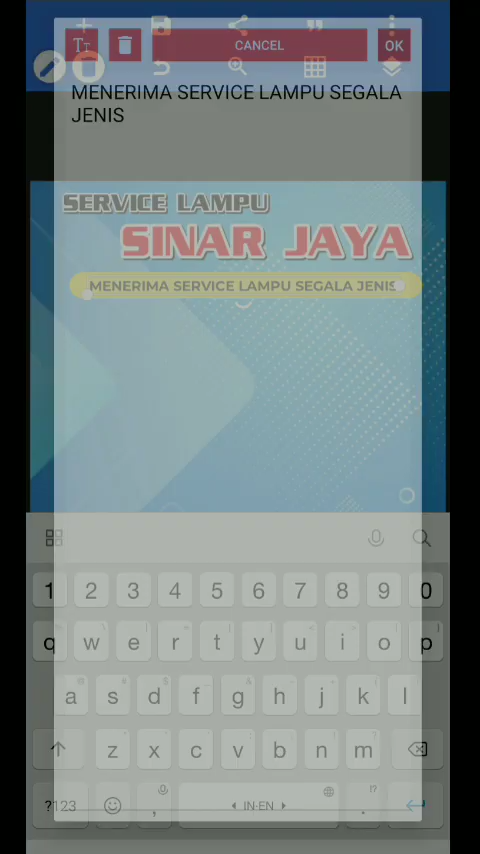 TT
CANCEL
OK
MENERIMA SERVICE LAMPU SEGALA
JENIS
SERVICE LAMPU
SINAR JAYA
MENERIMA SERVICE LAMPU SEGALA JENIS
1 2 3 4 5 6 7 8 9 0
q w e r t y u i o p
a s d f g h j k l
z x c v b n m
?123 , IN-EN . !?